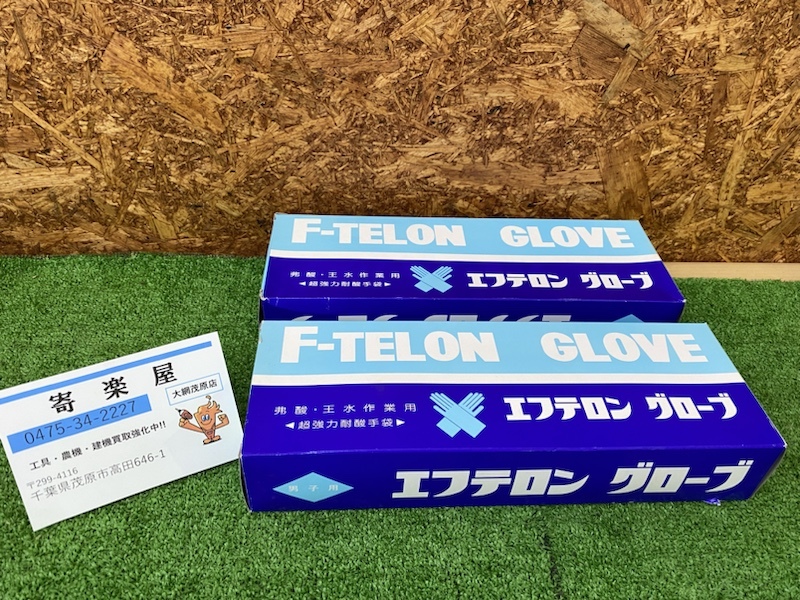 F-TELON GLOVE
弗酸・王水作業用
◀超強力耐酸手袋▶
エフテロン グローブ
F-TELON GLOVE
弗酸・王水作業用
◀超強力耐酸手袋▶
エフテロン グローブ
男子用
エフテロン グローブ
寄楽屋
大網茂原店
0475-34-2227
工具・農機・建機買取強化中!!
〒299-4116
千葉県茂原市高田646-1